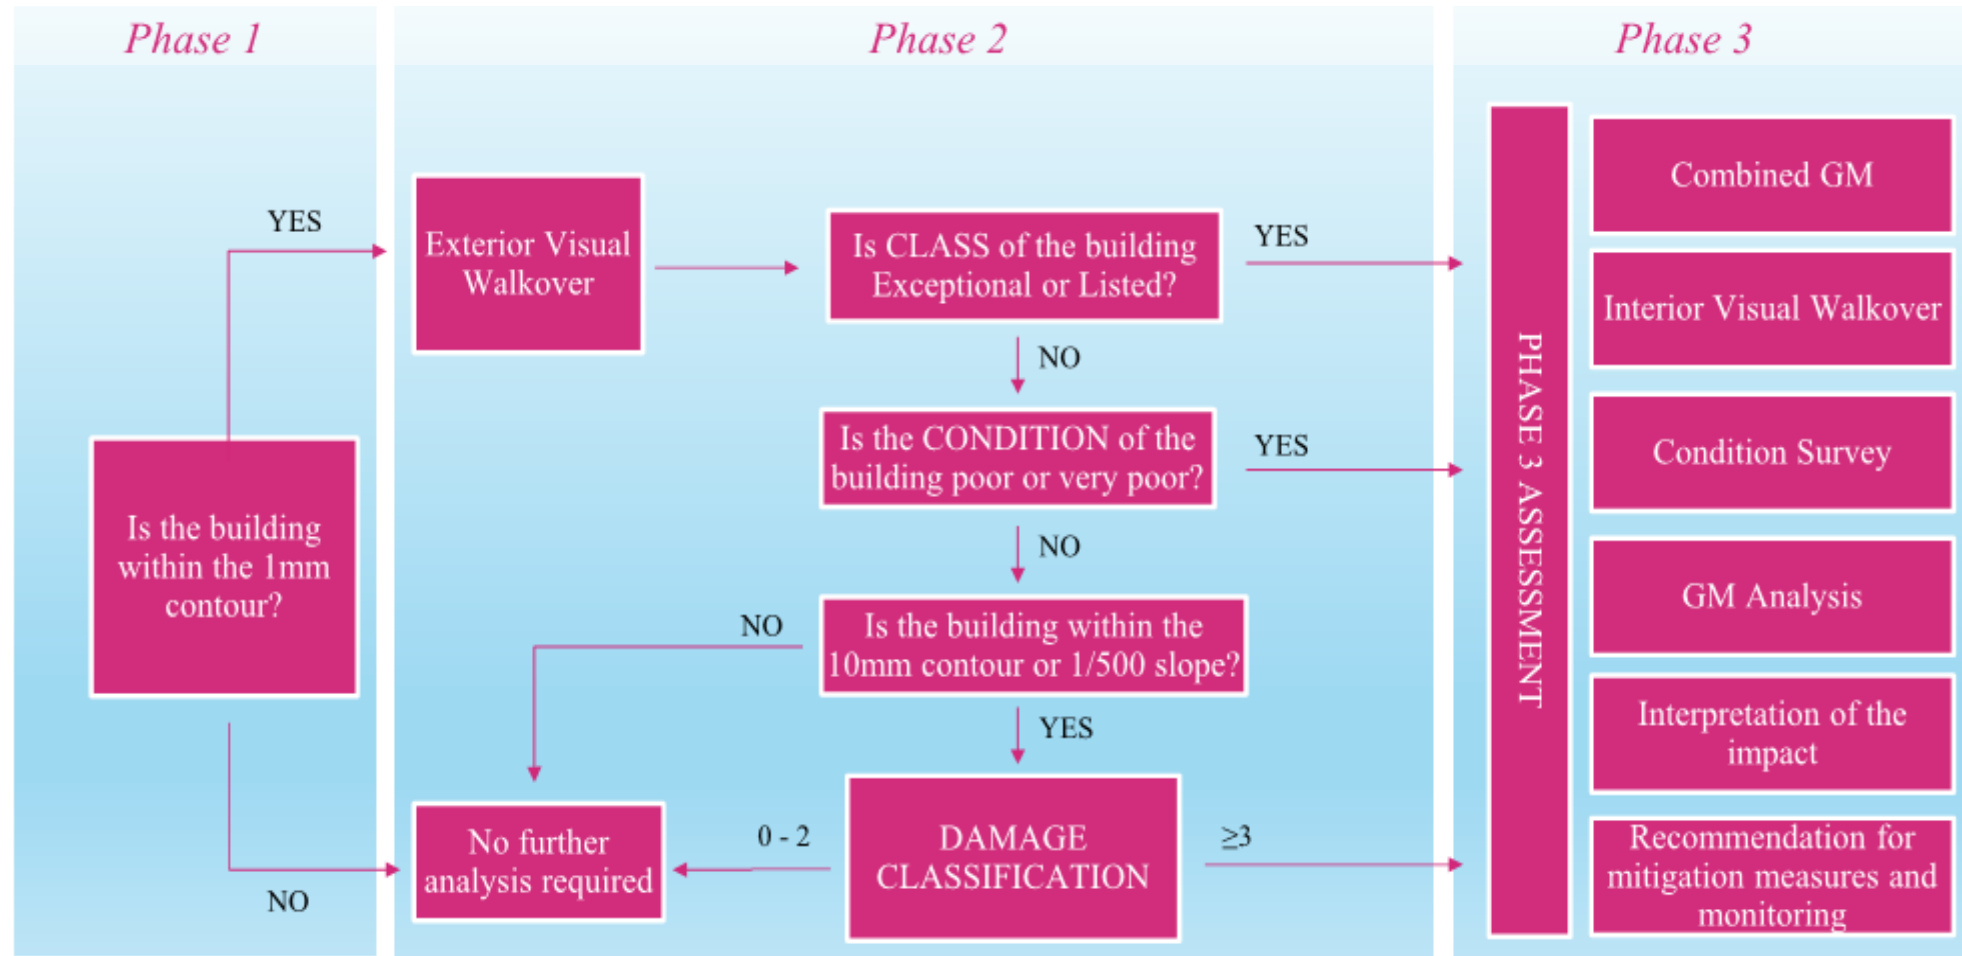 Phase 1
Phase 2
Phase 3
YES
Exterior Visual
Walkover
Is CLASS of the building
Exceptional or Listed?
YES
NO
Is the CONDITION of the
building poor or very poor?
YES
NO
Is the building
within the 1mm
contour?
NO
Is the building within the
10mm contour or 1/500 slope?
YES
NO
No further
analysis required
0 - 2
DAMAGE
CLASSIFICATION
≥3
PHASE 3 ASSESSMENT
Combined GM
Interior Visual Walkover
Condition Survey
GM Analysis
Interpretation of the
impact
Recommendation for
mitigation measures and
monitoring